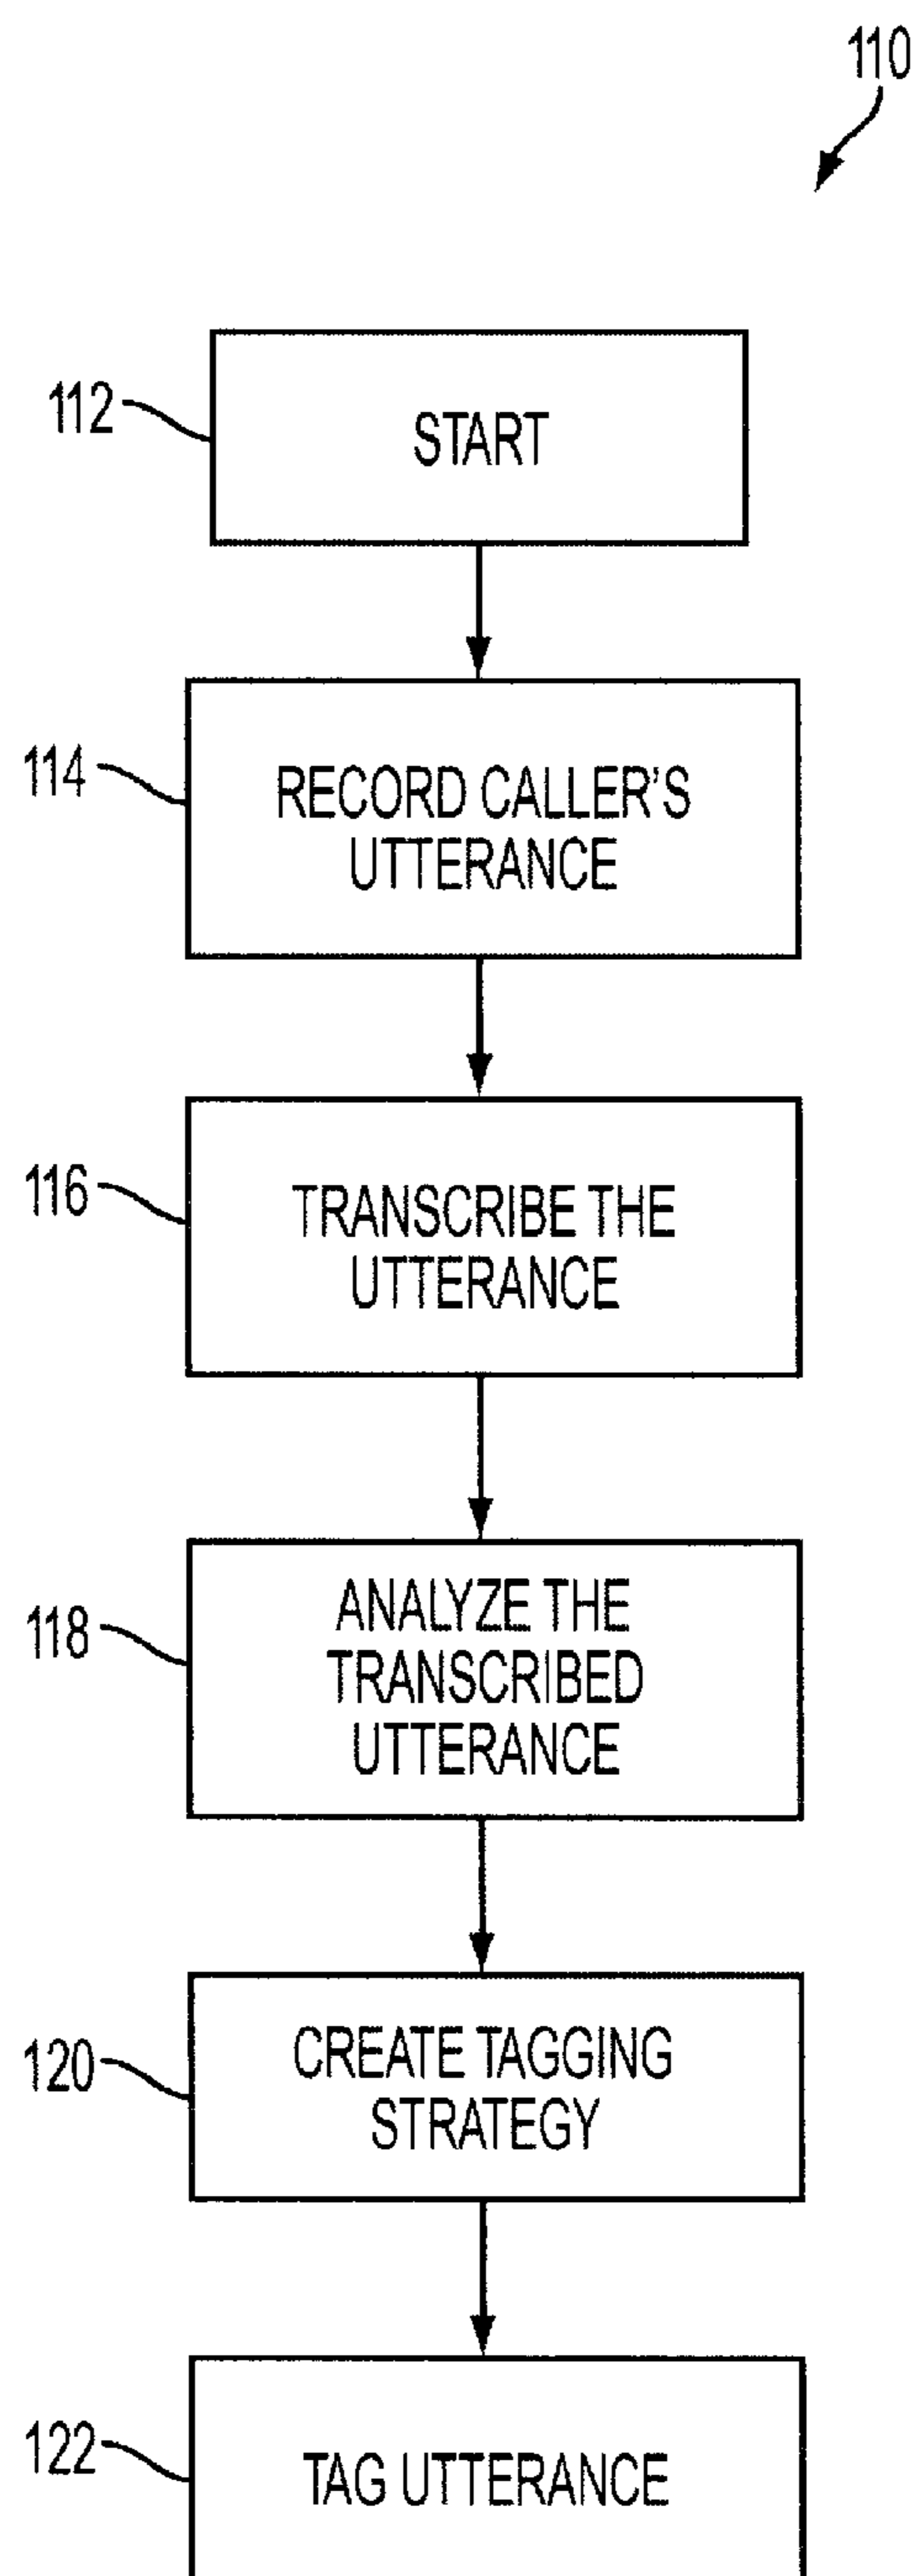 110
112
START
114
RECORD CALLER'S
UTTERANCE
116
TRANSCRIBE THE
UTTERANCE
118
ANALYZE THE
TRANSCRIBED
UTTERANCE
120
CREATE TAGGING
STRATEGY
122
TAG UTTERANCE